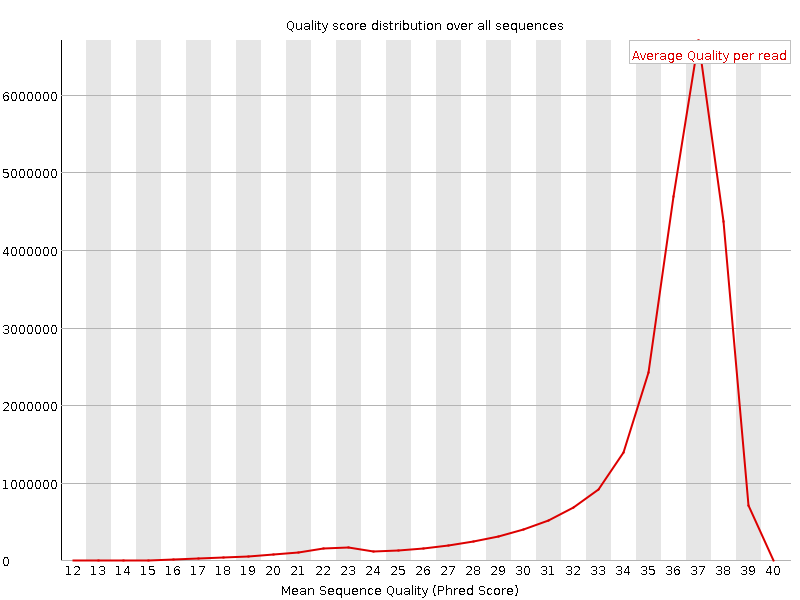 Quality score distribution over all sequences
Average Quality per read
6000000
5000000
4000000
3000000
2000000
1000000
0
12 13 14 15 16 17 18 19 20 21 22 23 24 25 26 27 28 29 30 31 32 33 34 35 36 37 38 39 40
Mean Sequence Quality (Phred Score)